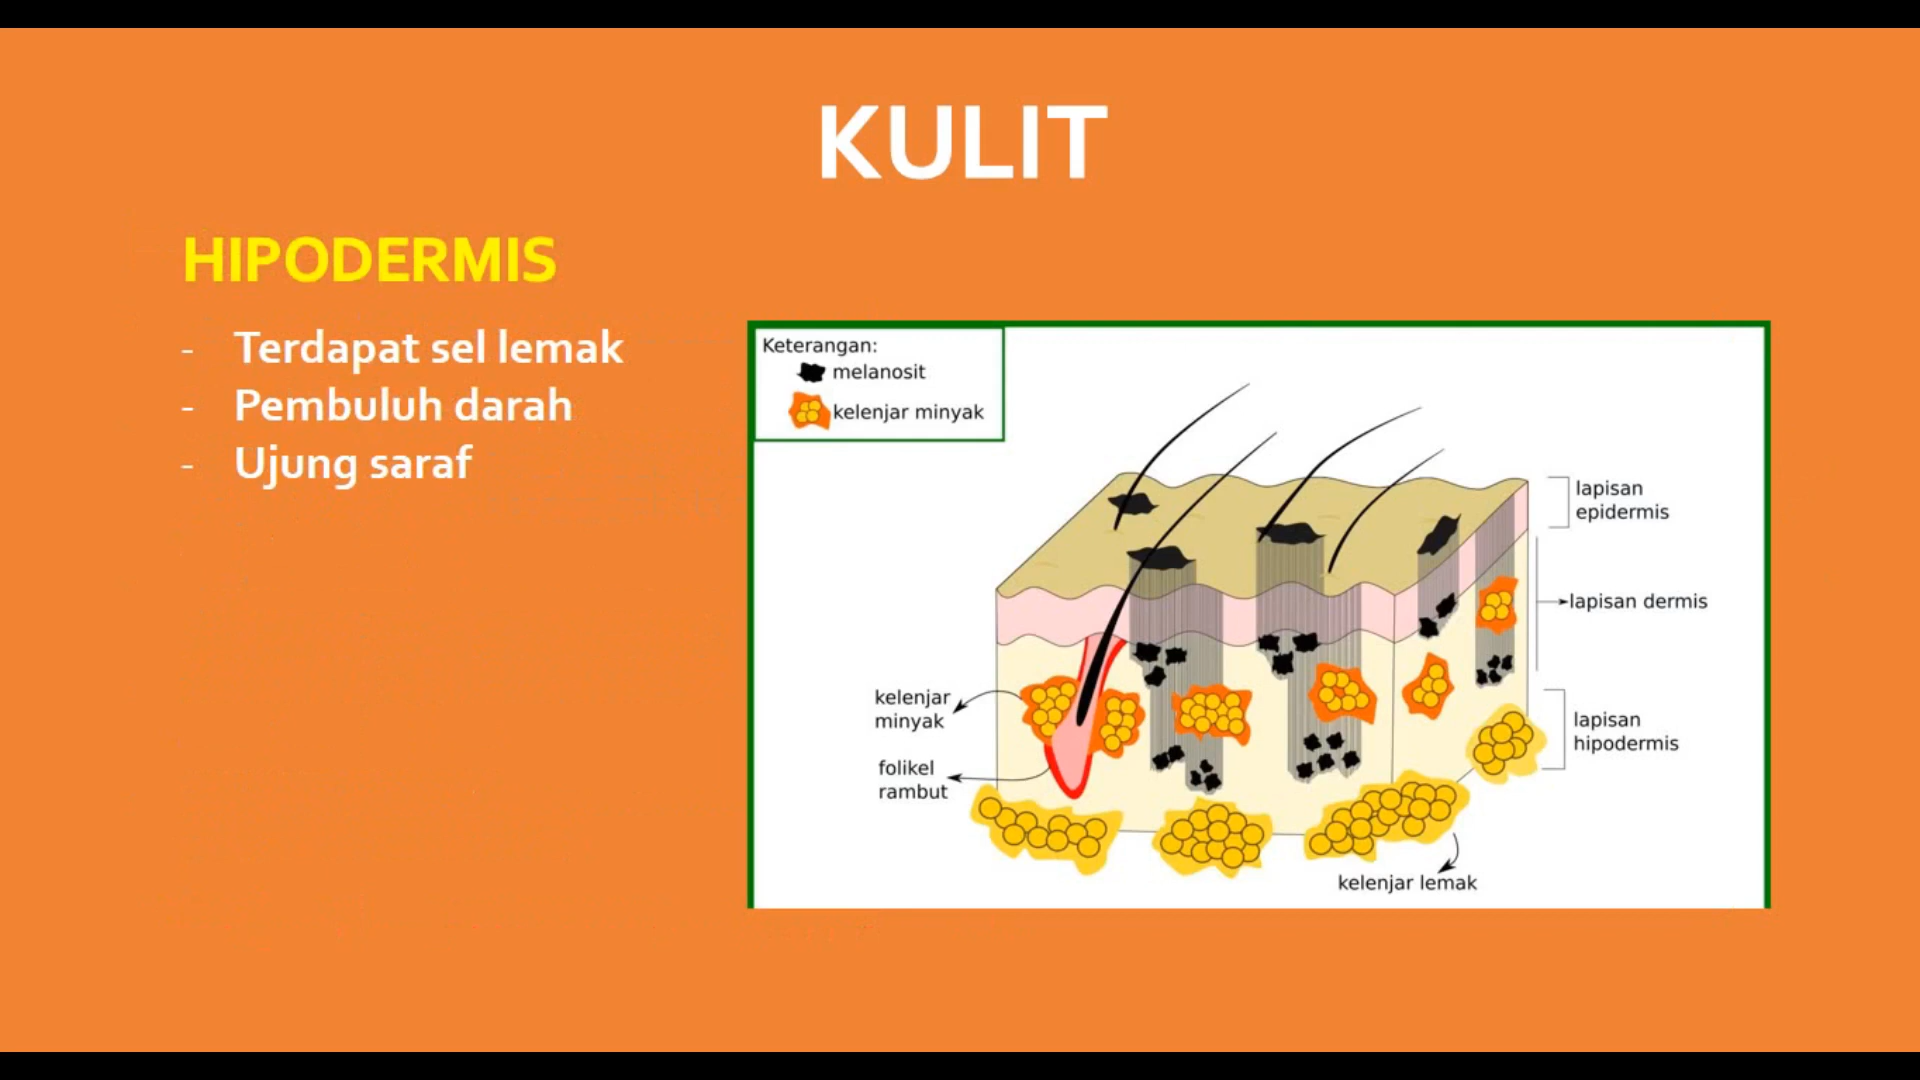 KULIT
HIPODERMIS
- Terdapat sel lemak
- Pembuluh darah
- Ujung saraf
Keterangan:
melanosit
kelenjar minyak
lapisan
epidermis
lapisan dermis
kelenjar
minyak
lapisan
hipodermis
folikel
rambut
kelenjar lemak